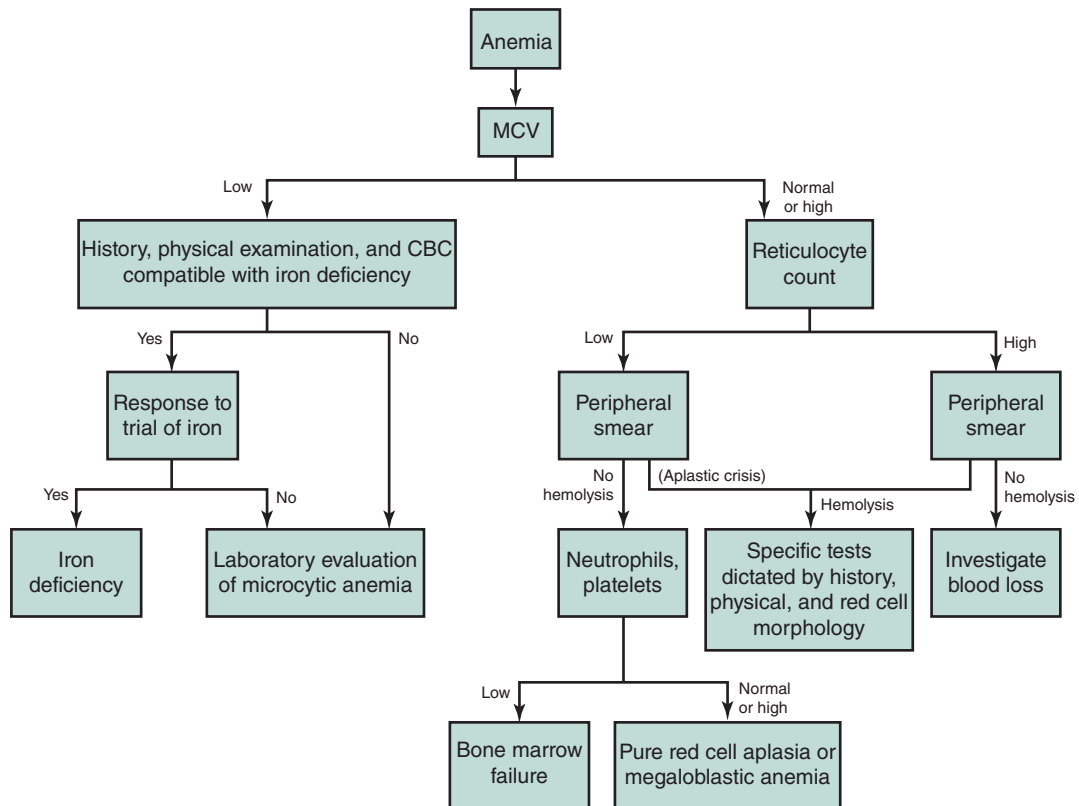 Anemia
MCV
Low
Normal
or high
History, physical examination, and CBC
compatible with iron deficiency
Reticulocyte
count
Yes
No
Low
High
Response to
trial of iron
Peripheral
smear
Peripheral
smear
Yes
No
No
hemolysis
(Aplastic crisis)
Hemolysis
No
hemolysis
Iron
deficiency
Laboratory evaluation
of microcytic anemia
Neutrophils,
platelets
Specific tests
dictated by history,
physical, and red cell
morphology
Investigate
blood loss
Low
Normal
or high
Bone marrow
failure
Pure red cell aplasia or
megaloblastic anemia